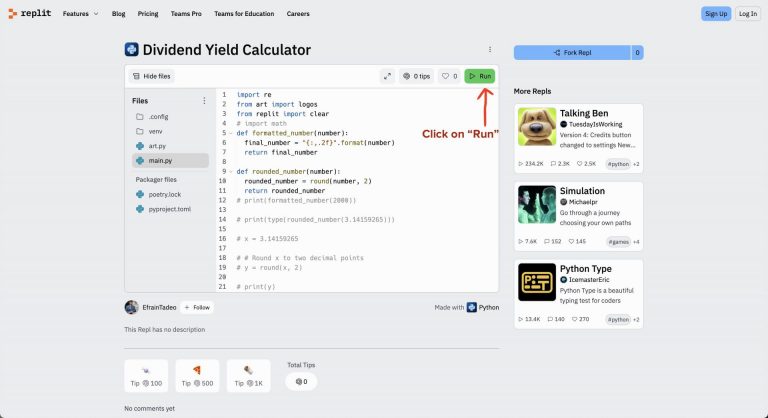 replit Features Blog Pricing Teams Pro Teams for Education Careers Sign Up Log In
Dividend Yield Calculator
Fork Repl 0
Hide files 0 tips 0 Run
Click on “Run”
Files
.config
venv
art.py
main.py
Packager files
poetry.lock
pyproject.toml
1 import re
2 from art import logos
3 from replit import clear
4 # import math
5 def formatted_number(number):
6 final_number = "{:,.2f}".format(number)
7 return final_number
8
9 def rounded_number(number):
10 rounded_number = round(number, 2)
11 return rounded_number
12 # print(formatted_number(2000))
13
14 # print(type(rounded_number(3.14159265)))
15
16 # x = 3.14159265
17
18 # # Round x to two decimal points
19 # y = round(x, 2)
20
21 # print(y)
EfrainTadeo + Follow
Made with Python
This Repl has no description
Tip 100
Tip 500
Tip 1K
Total Tips
0
No comments yet
More Repls
Talking Ben
TuesdayIsWorking
Version 4: Credits button
changed to settings New...
234.2K 2.3K 2.5K #python +2
Simulation
Michaelpr
Go through a journey
choosing your own paths
7.6K 152 145 #games +4
Python Type
IcemasterEric
Python Type is a beautiful
typing test for coders
13.4K 140 270 #python +2